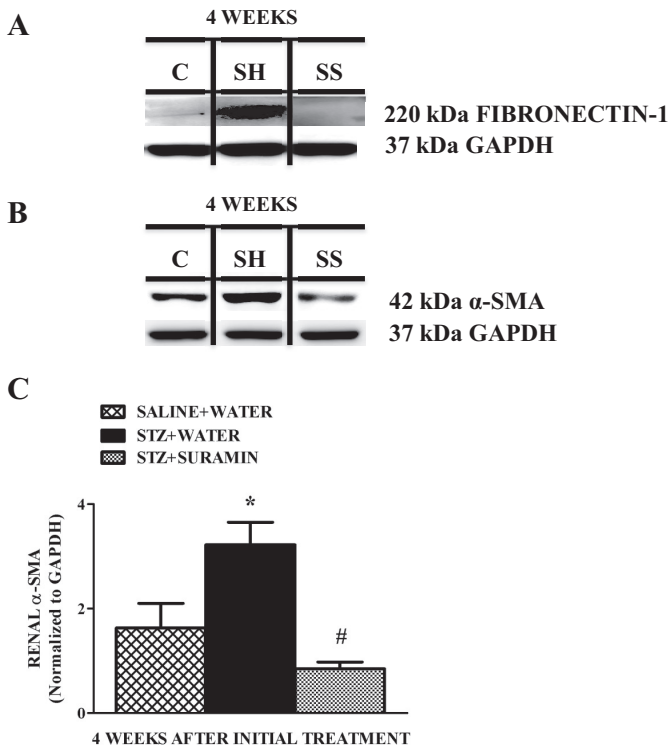 A
4 WEEKS
C SH SS
220 kDa FIBRONECTIN-1
37 kDa GAPDH
B
4 WEEKS
C SH SS
42 kDa α-SMA
37 kDa GAPDH
C
SALINE+WATER
STZ+WATER
STZ+SURAMIN
RENAL α-SMA
(Normalized to GAPDH)
4
2
0
*
#
4 WEEKS AFTER INITIAL TREATMENT